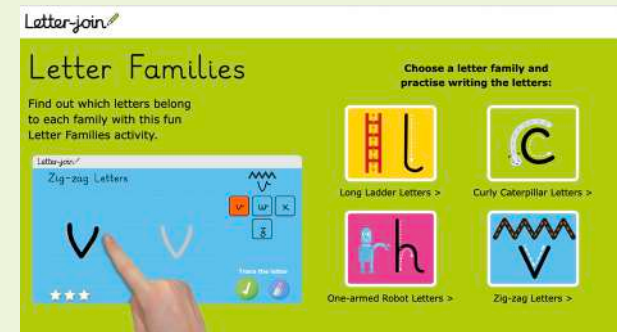 Letter-join
Letter Families
Find out which letters belong
to each family with this fun
Letter Families activity.
Letter-join
Zig-zag Letters
v w x
z
v v
Trace the letter
Choose a letter family and
practise writing the letters:
l
Long Ladder Letters >
c
Curly Caterpillar Letters >
h
One-armed Robot Letters >
v
Zig-zag Letters >